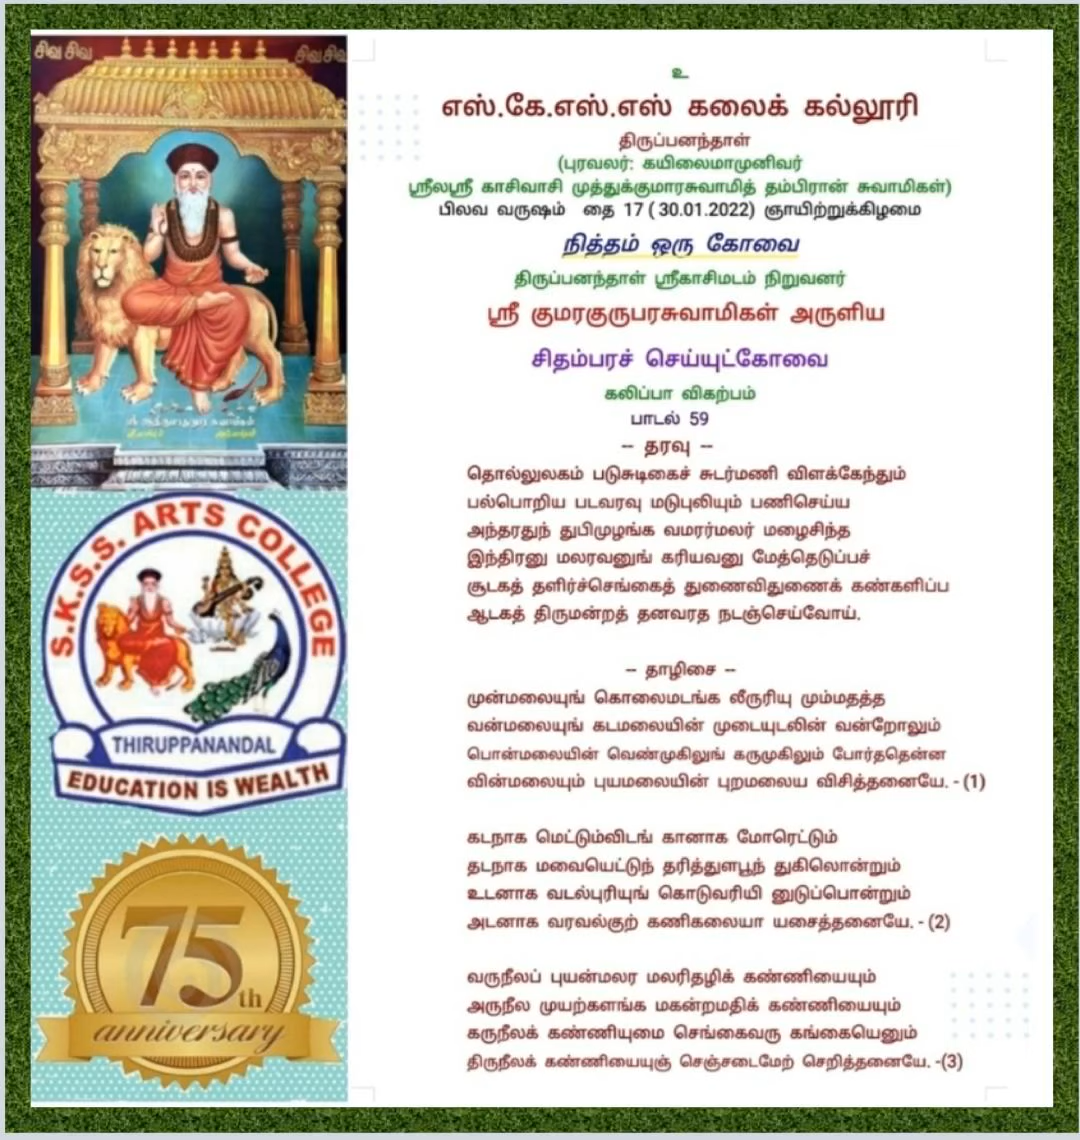 சிவ சிவ
சிவ சிவ
S.K.S.S. ARTS COLLEGE
THIRUPPANANDAL
EDUCATION IS WEALTH
75th
anniversary
உ
எஸ்.கே.எஸ்.எஸ் கலைக் கல்லூரி
திருப்பனந்தாள்
(புரவலர்: கயிலைமாமுனிவர்
ஸ்ரீலஸ்ரீ காசிவாசி முத்துக்குமாரசுவாமித் தம்பிரான் சுவாமிகள்)
பிலவ வருஷம் தை 17 ( 30.01.2022) ஞாயிற்றுக்கிழமை
நித்தம் ஒரு கோவை
திருப்பனந்தாள் ஸ்ரீகாசிமடம் நிறுவனர்
ஸ்ரீ குமரகுருபரசுவாமிகள் அருளிய
சிதம்பரச் செய்யுட்கோவை
கலிப்பா விகற்பம்
பாடல் 59
-- தரவு --
தொல்லுலகம் படுசுடிகைச் சுடர்மணி விளக்கேந்தும்
பல்பொறிய படவரவு மடுபுலியும் பணிசெய்ய
அந்தரதுந் துபிமுழங்க வமரர்மலர் மழைசிந்த
இந்திரனு மலரவனுங் கரியவனு மேத்தெடுப்பச்
சூடகத் தளிர்ச்செங்கைத் துணைவிதுணைக் கண்களிப்ப
ஆடகத் திருமன்றத் தனவரத நடஞ்செய்வோய்.
-- தாழிசை --
முன்மலையுங் கொலைமடங்க லீருரியு மும்மதத்த
வன்மலையுங் கடமலையின் முடையுடலின் வன்றோலும்
பொன்மலையின் வெண்முகிலுங் கருமுகிலும் போர்ததென்ன
வின்மலையும் புயமலையின் புறமலைய விசித்தனையே. - (1)
கடநாக மெட்டும்விடங் கானாக மோரெட்டும்
தடநாக மவையெட்டுந் தரித்துளபூந் துகிலொன்றும்
உடனாக வடல்புரியுங் கொடுவரியி னுடுப்பொன்றும்
அடனாக வரவல்குற் கணிகலையா யசைத்தனையே. - (2)
வருநீலப் புயன்மலர மலரிதழிக் கண்ணியையும்
அருநீல முயற்களங்க மகன்றமதிக் கண்ணியையும்
கருநீலக் கண்ணியுமை செங்கைவரு கங்கையெனும்
திருநீலக் கண்ணியையுஞ் செஞ்சடைமேற் செறித்தனையே. -(3)